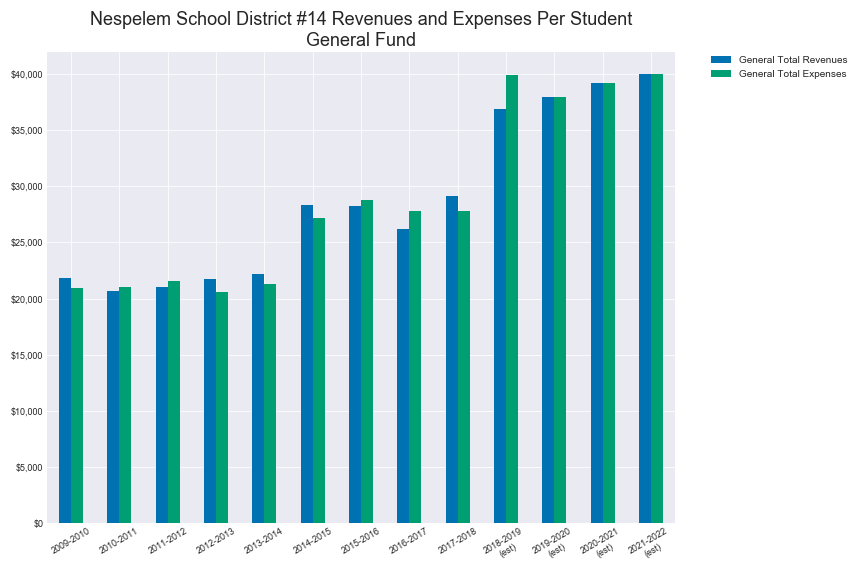 Nespelem School District #14 Revenues and Expenses Per Student
General Fund
General Total Revenues
General Total Expenses
$40,000
$35,000
$30,000
$25,000
$20,000
$15,000
$10,000
$5,000
$0
2009-2010
2010-2011
2011-2012
2012-2013
2013-2014
2014-2015
2015-2016
2016-2017
2017-2018
2018-2019
(est)
2019-2020
(est)
2020-2021
(est)
2021-2022
(est)